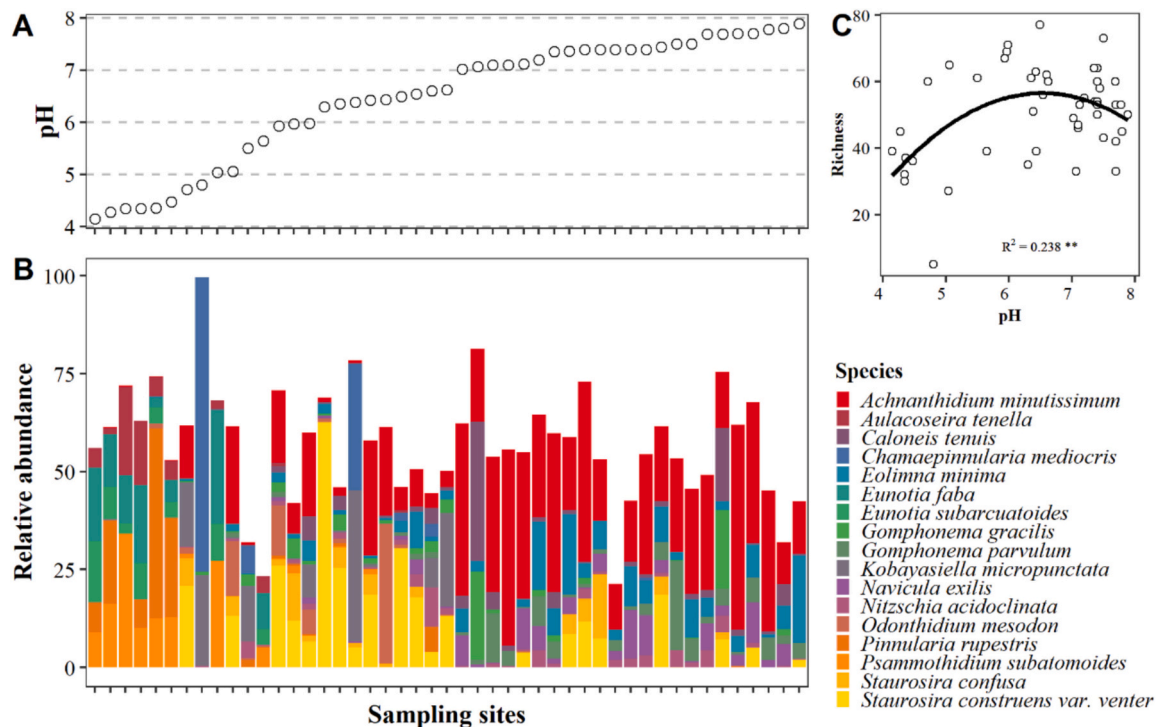 A
pH
8
7
6
5
4
B
Relative abundance
100
75
50
25
0
Sampling sites
C
Richness
80
60
40
20
R² = 0.238 **
4 5 6 7 8
pH
Species
Achnanthidium minutissimum
Aulacoseira tenella
Caloneis tenuis
Chamaepinnularia mediocris
Eolimna minima
Eunotia faba
Eunotia subarcuatoides
Gomphonema gracilis
Gomphonema parvulum
Kobayasiella micropunctata
Navicula exilis
Nitzschia acidoclinata
Odonthidium mesodon
Pinnularia rupestris
Psammothidium subatomoides
Staurosira confusa
Staurosira construens var. venter